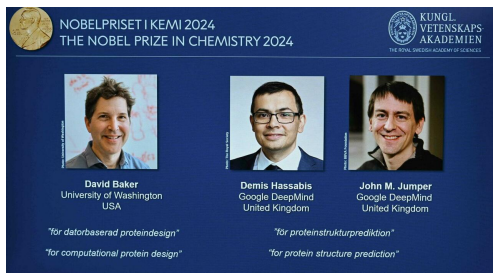 NOBELPRISET I KEMI 2024
THE NOBEL PRIZE IN CHEMISTRY 2024
KUNGL.
VETENSKAPS-
AKADEMIEN
THE ROYAL SWEDISH ACADEMY OF SCIENCES
David Baker
University of Washington
USA
Demis Hassabis
Google DeepMind
United Kingdom
John M. Jumper
Google DeepMind
United Kingdom
"för datorbaserad proteindesign"
"for computational protein design"
"för proteinstrukturprediktion"
"for protein structure prediction"